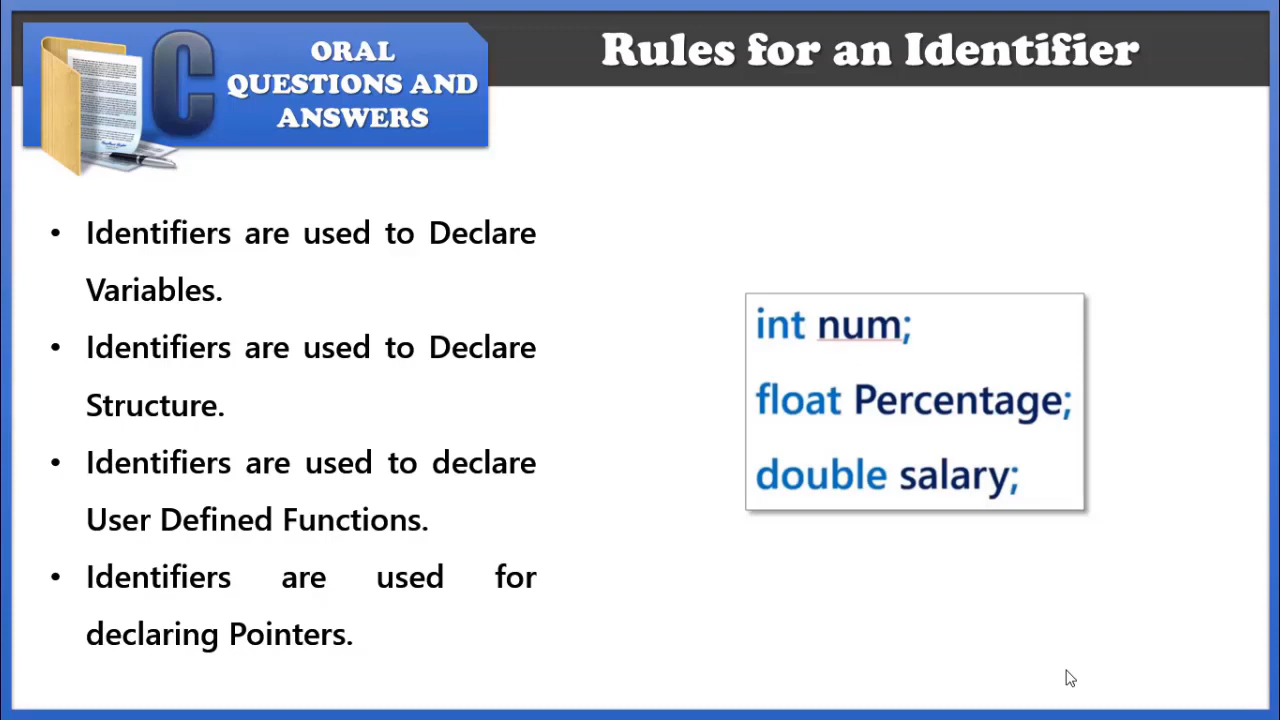 C
ORAL
QUESTIONS AND
ANSWERS
Rules for an Identifier
• Identifiers are used to Declare
Variables.
• Identifiers are used to Declare
Structure.
• Identifiers are used to declare
User Defined Functions.
• Identifiers are used for
declaring Pointers.
int num;
float Percentage;
double salary;